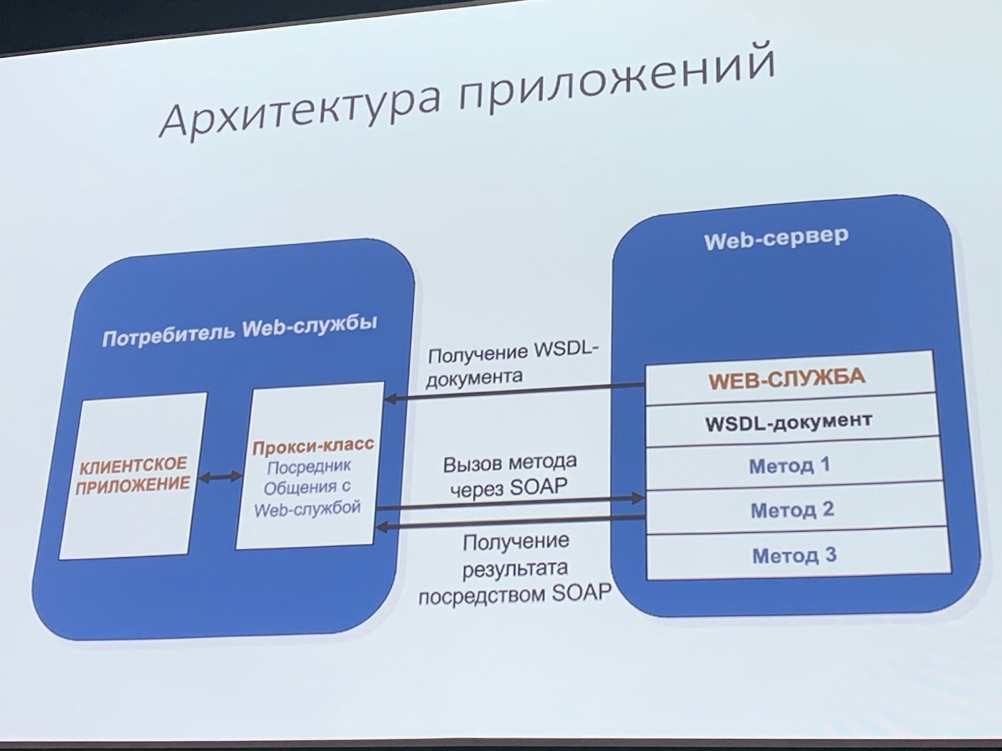 Архитектура приложений
Потребитель Web-службы
КЛИЕНТСКОЕ
ПРИЛОЖЕНИЕ
Прокси-класс
Посредник
Общения с
Web-службой
Получение WSDL-
документа
Вызов метода
через SOAP
Получение
результата
посредством SOAP
Web-сервер
WEB-СЛУЖБА
WSDL-документ
Метод 1
Метод 2
Метод 3